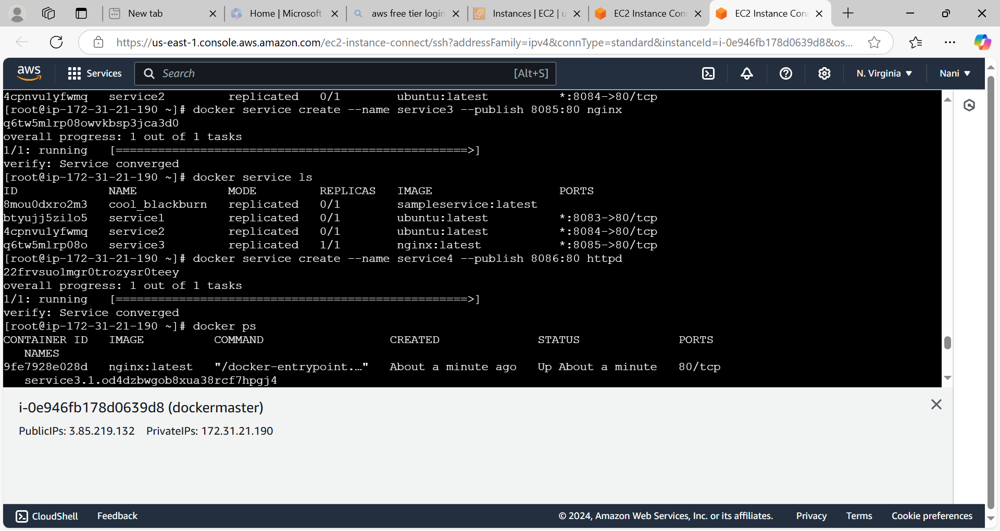 New tab
Home | Microsoft
aws free tier login
Instances | EC2 | u
EC2 Instance Con
EC2 Instance Con
https://us-east-1.console.aws.amazon.com/ec2-instance-connect/ssh?addressFamily=ipv4&connType=standard&instanceId=i-0e946fb178d0639d8&os...
aws
Services
Search
[Alt+S]
N. Virginia
Nani
4cpnvu1yfwmq   service2         replicated   0/1        ubuntu:latest          *:8084->80/tcp
[root@ip-172-31-21-190 ~]# docker service create --name service3 --publish 8085:80 nginx
q6tw5mlrp08owvkbsp3jca3d0
overall progress: 1 out of 1 tasks
1/1: running   [==================================================>]
verify: Service converged
[root@ip-172-31-21-190 ~]# docker service ls
ID             NAME             MODE         REPLICAS   IMAGE                  PORTS
8mou0dxro2m3   cool_blackburn   replicated   0/1        sampleservice:latest
btyujj5zilo5   service1         replicated   0/1        ubuntu:latest          *:8083->80/tcp
4cpnvu1yfwmq   service2         replicated   0/1        ubuntu:latest          *:8084->80/tcp
q6tw5mlrp08o   service3         replicated   1/1        nginx:latest           *:8085->80/tcp
[root@ip-172-31-21-190 ~]# docker service create --name service4 --publish 8086:80 httpd
22frvsuo1mgr0trozysr0teey
overall progress: 1 out of 1 tasks
1/1: running   [==================================================>]
verify: Service converged
[root@ip-172-31-21-190 ~]# docker ps
CONTAINER ID   IMAGE          COMMAND                  CREATED              STATUS              PORTS
   NAMES
9fe7928e028d   nginx:latest   "/docker-entrypoint.…"   About a minute ago   Up About a minute   80/tcp
   service3.1.od4dzbwgob8xua38rcf7hpgj4
i-0e946fb178d0639d8 (dockermaster)
PublicIPs: 3.85.219.132    PrivateIPs: 172.31.21.190
CloudShell
Feedback
© 2024, Amazon Web Services, Inc. or its affiliates.
Privacy
Terms
Cookie preferences